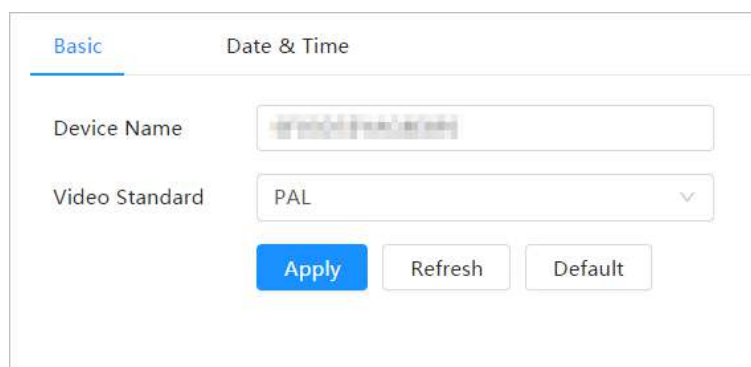 Basic Date & Time
Device Name
Video Standard PAL
Apply Refresh Default